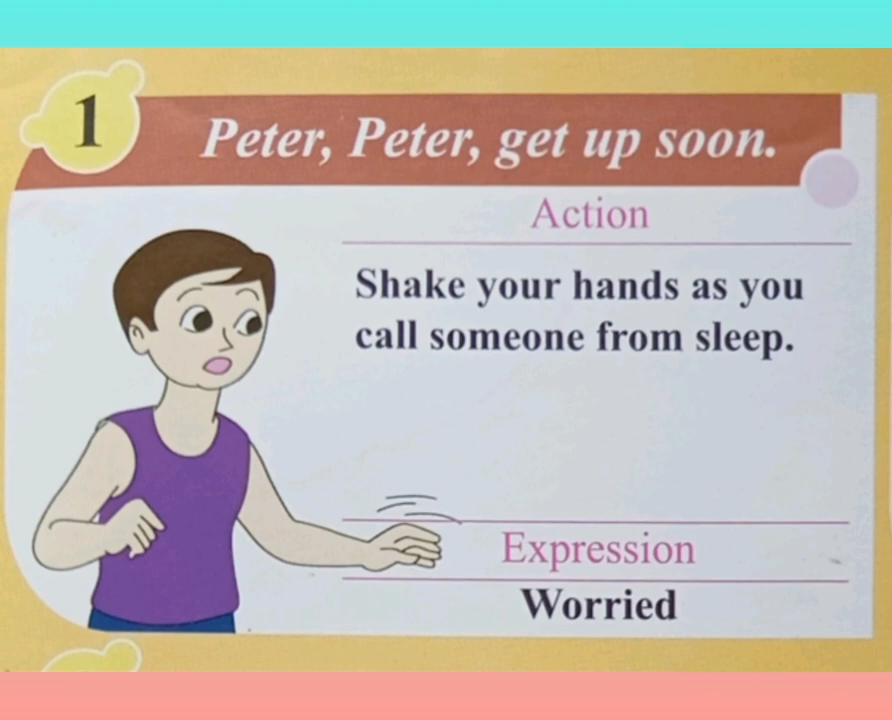 1
Peter, Peter, get up soon.
Action
Shake your hands as you
call someone from sleep.
Expression
Worried